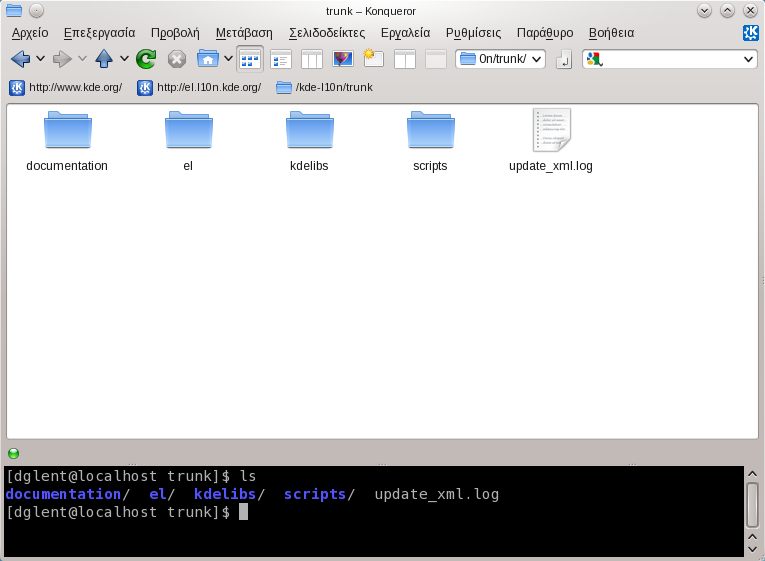 trunk – Konqueror
Αρχείο Επεξεργασία Προβολή Μετάβαση Σελιδοδείκτες Εργαλεία Ρυθμίσεις Παράθυρο Βοήθεια
0n/trunk/
http://www.kde.org/ http://el.l10n.kde.org/ /kde-l10n/trunk
documentation el kdelibs scripts update_xml.log
[dglent@localhost trunk]$ ls
documentation/ el/ kdelibs/ scripts/ update_xml.log
[dglent@localhost trunk]$